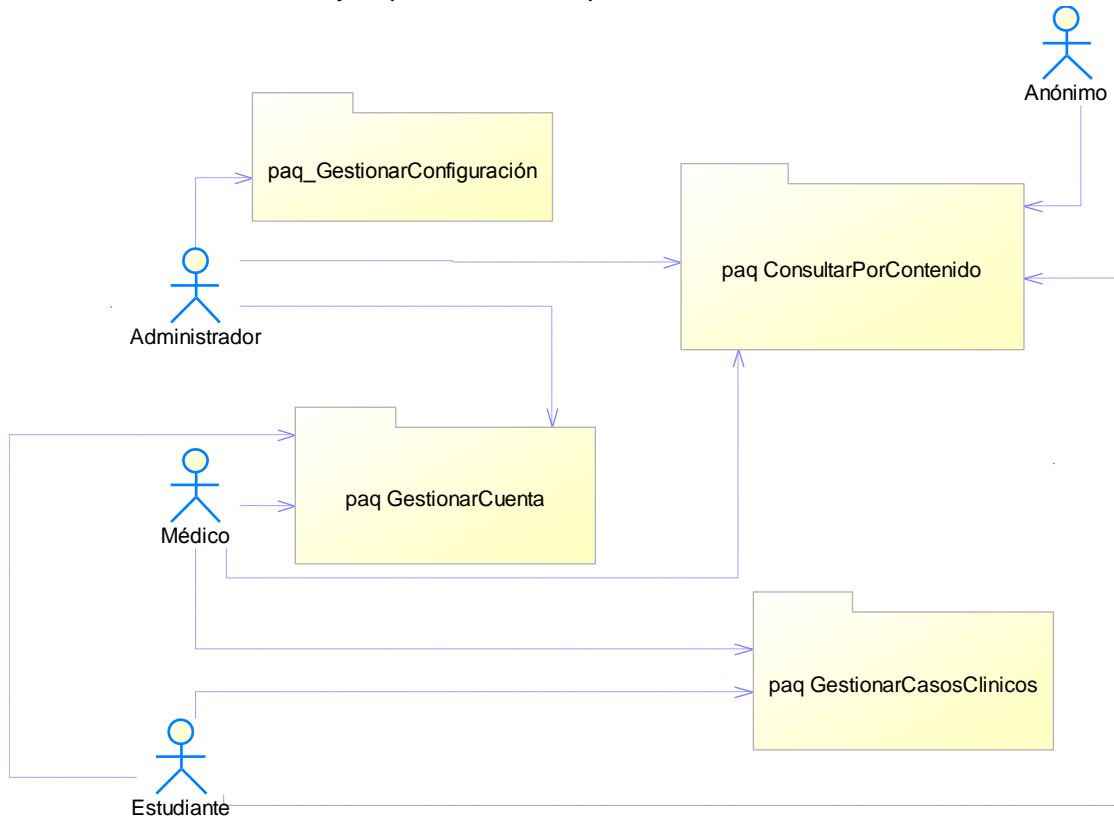 Anónimo
paq_GestionarConfiguración
paq ConsultarPorContenido
Administrador
paq GestionarCuenta
Médico
paq GestionarCasosClinicos
Estudiante